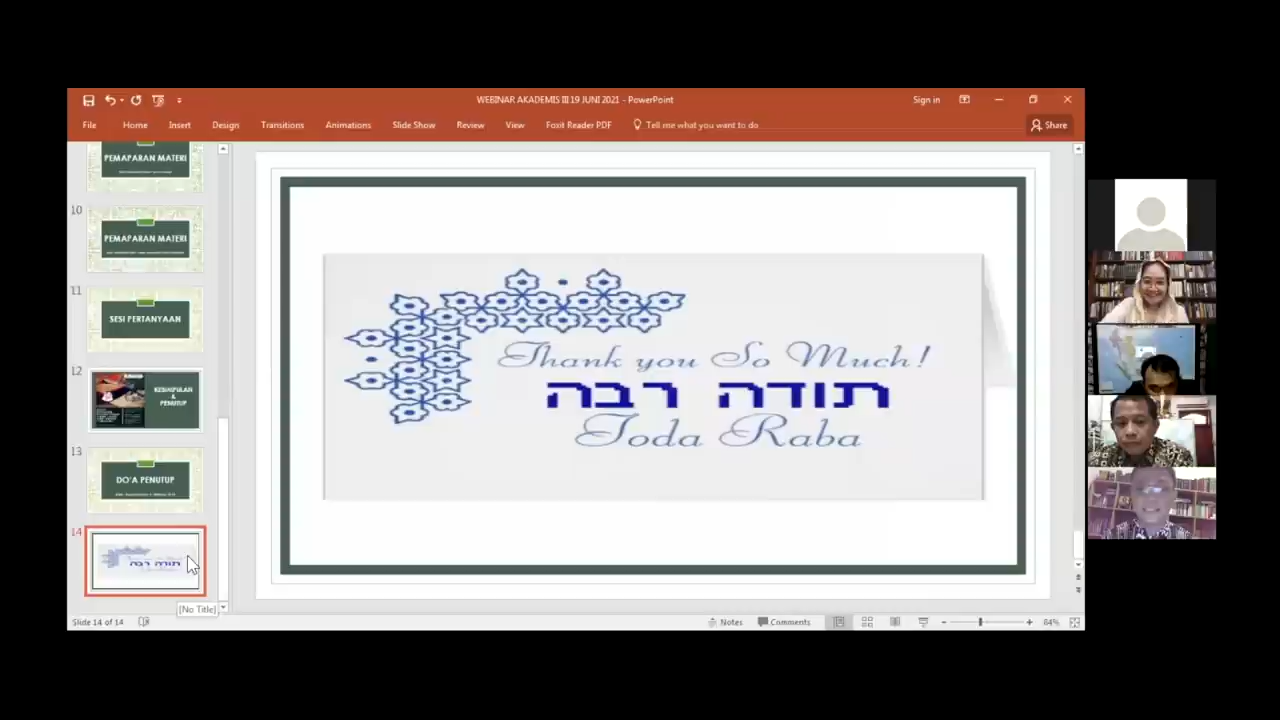 WEBINAR AKADEMIS III 19 JUNI 2021 - PowerPoint
Sign in
File Home Insert Design Transitions Animations Slide Show Review View Foxit Reader PDF Tell me what you want to do
Share
PEMAPARAN MATERI
10
PEMAPARAN MATERI
11
SESI PERTANYAAN
12
KESIMPULAN
&
PENUTUP
13
DO'A PENUTUP
14
תודה רבה
[No Title]
Thank you So Much!
תודה רבה
Toda Raba
Slide 14 of 14
Notes Comments
84%